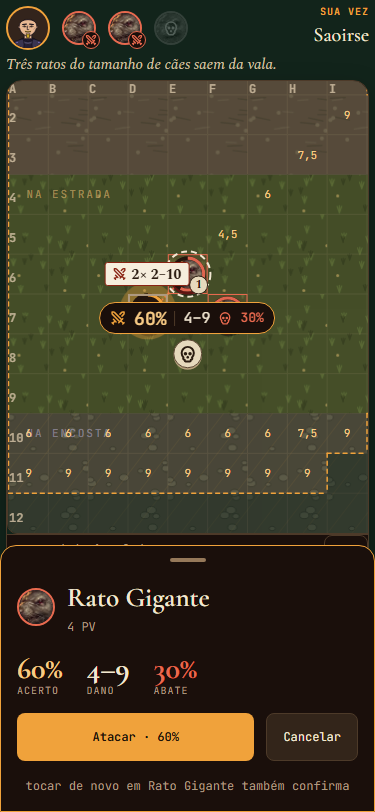 SUA VEZ
Saoirse
Três ratos do tamanho de cães saem da vala.
A B C D E F G H I
2 9
3 7,5
4 NA ESTRADA 6
5 4,5
6 2× 2–10 1
7 60% 4–9 30%
8
9
10 NA ENCOSTA 6 6 6 6 6 6 6 7,5 9
11 9 9 9 9 9 9 9 9
12
Rato Gigante
4 PV
60% 4–9 30%
ACERTO DANO ABATE
Atacar · 60% Cancelar
tocar de novo em Rato Gigante também confirma